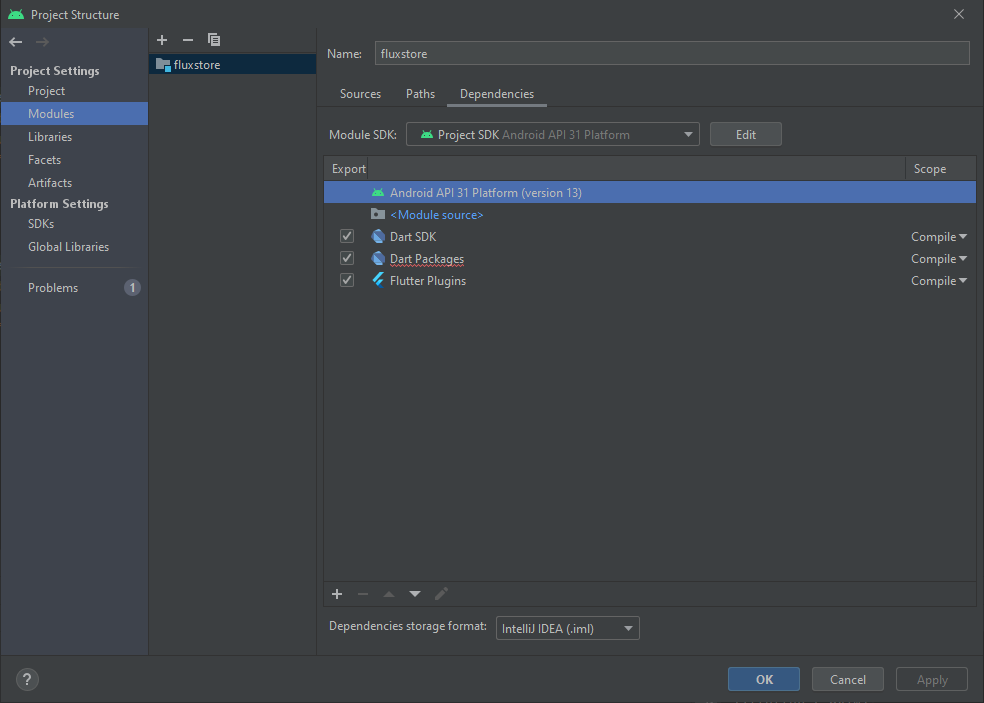 Project Structure
Project Settings
Project
Modules
Libraries
Facets
Artifacts
Platform Settings
SDKs
Global Libraries
Problems 1
fluxstore
Name: fluxstore
Sources Paths Dependencies
Module SDK: Project SDK Android API 31 Platform Edit
Export Scope
Android API 31 Platform (version 13)
<Module source>
Dart SDK Compile
Dart Packages Compile
Flutter Plugins Compile
Dependencies storage format: IntelliJ IDEA (.iml)
? OK Cancel Apply